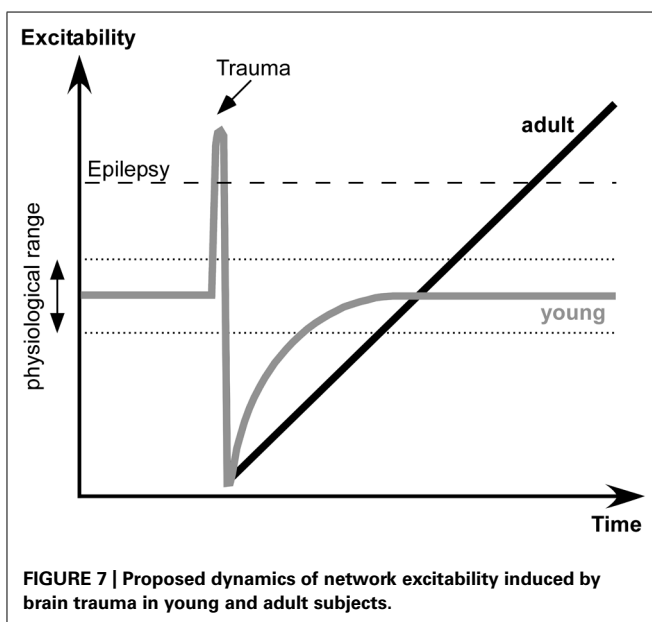 Excitability
Trauma
adult
Epilepsy
physiological range
young
Time
FIGURE 7 | Proposed dynamics of network excitability induced by
brain trauma in young and adult subjects.